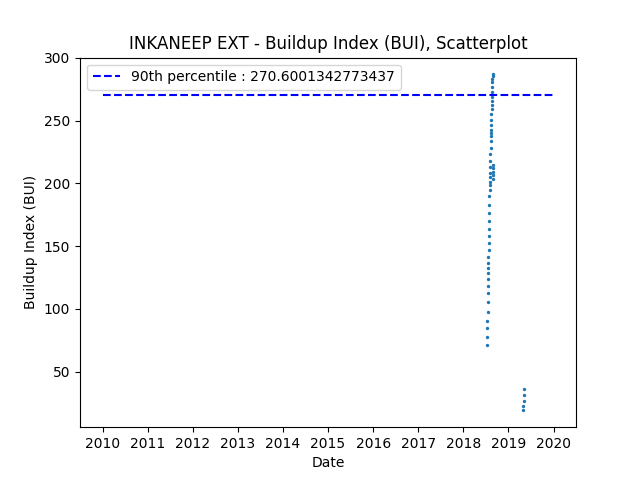 INKANEEP EXT - Buildup Index (BUI), Scatterplot
90th percentile : 270.6001342773437
300
250
200
150
100
50
Buildup Index (BUI)
2010 2011 2012 2013 2014 2015 2016 2017 2018 2019 2020
Date